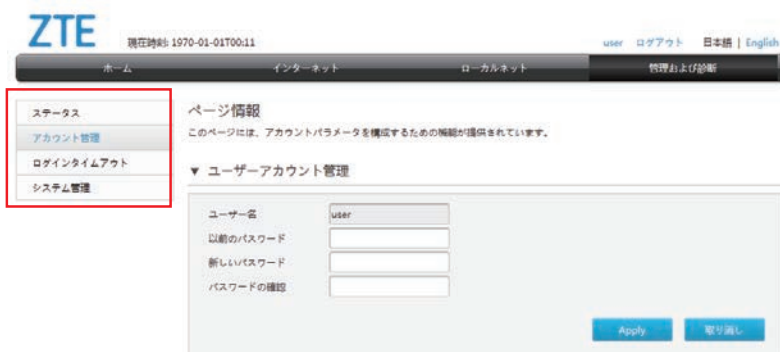 ZTE
現在時刻: 1970-01-01T00:11
user ログアウト 日本語 | English
ホーム インターネット ローカルネット 管理および診断
ステータス
アカウント管理
ログインタイムアウト
システム管理
ページ情報
このページには、アカウントパラメータを構成するための機能が提供されています。
▼ ユーザーアカウント管理
ユーザー名 user
以前のパスワード
新しいパスワード
パスワードの確認
Apply 取り消し